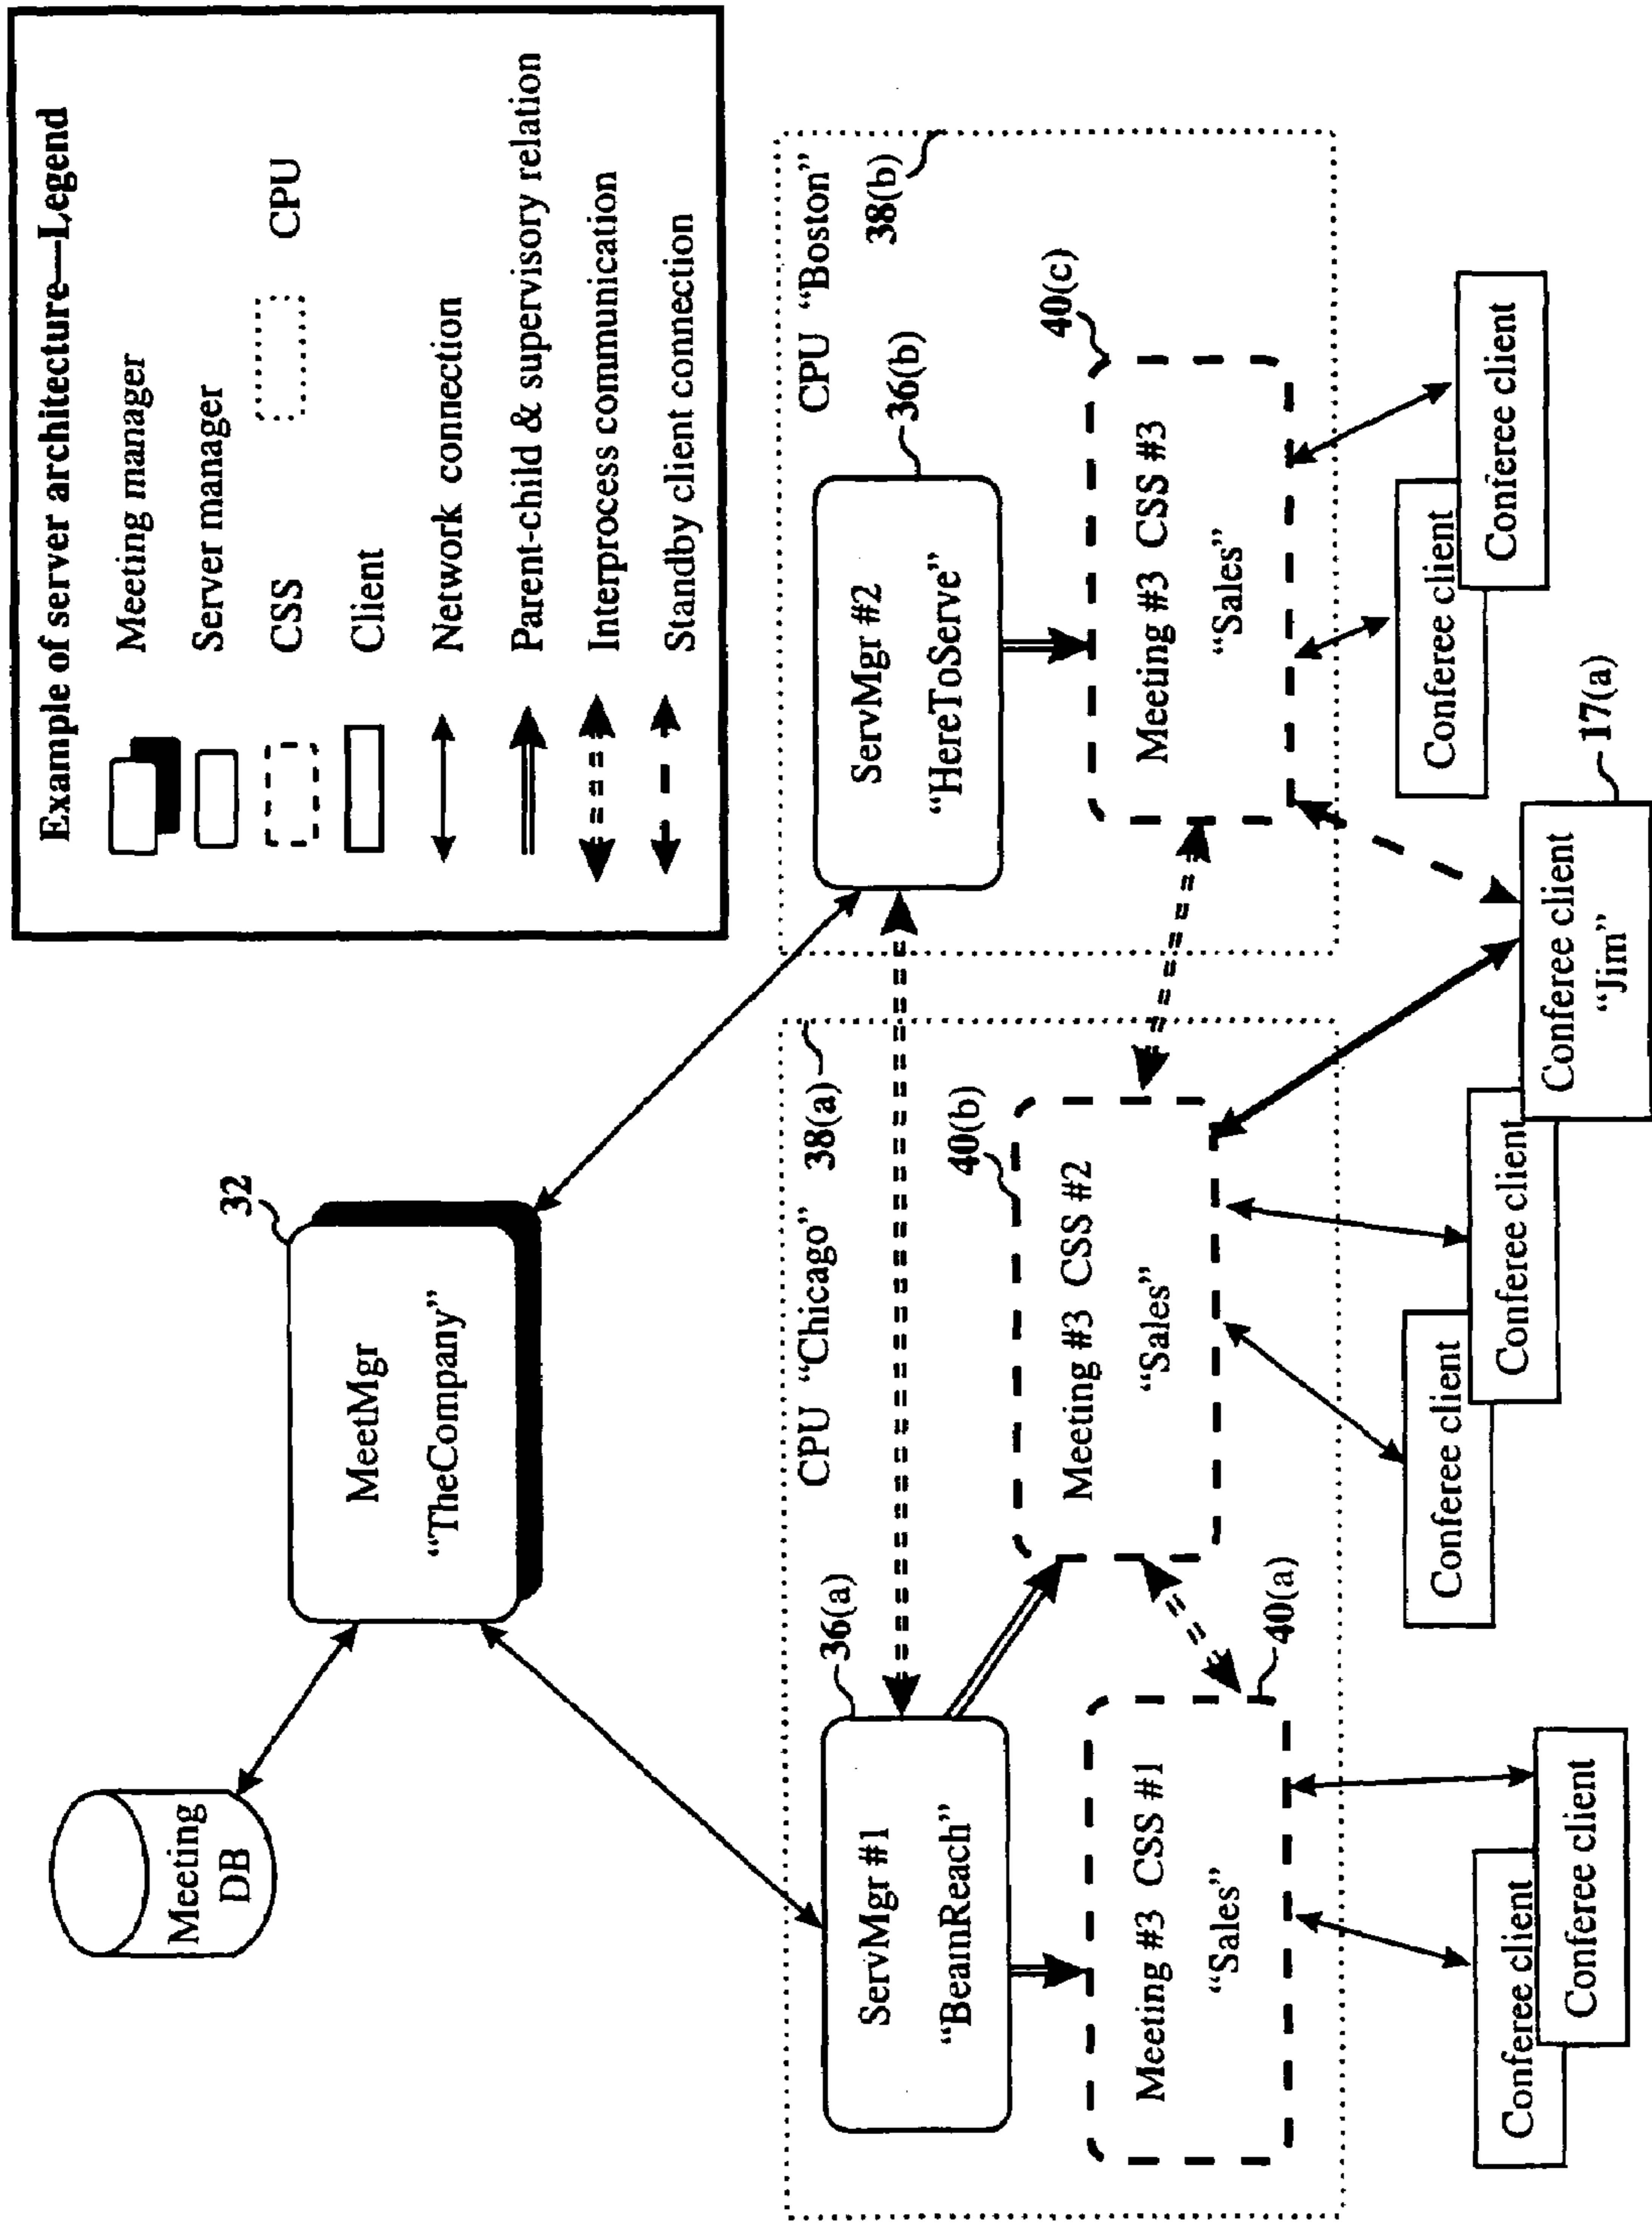 Example of server architecture—Legend
Meeting manager
Server manager
CSS
CPU
Client
Network connection
Parent-child & supervisory relation
Interprocess communication
Standby client connection
Meeting
DB
32
MeetMgr
“TheCompany”
CPU “Chicago”
38(a)
36(a)
ServMgr #1
“BeamReach”
40(b)
Meeting #3 CSS #2
“Sales”
Meeting #3 CSS #1
“Sales”
40(a)
CPU “Boston”
38(b)
36(b)
ServMgr #2
“HereToServe”
40(c)
Meeting #3 CSS #3
“Sales”
Conferee client
Conferee client
Conferee client
Conferee client
Conferee client
“Jim”
17(a)
Conferee client
Conferee client